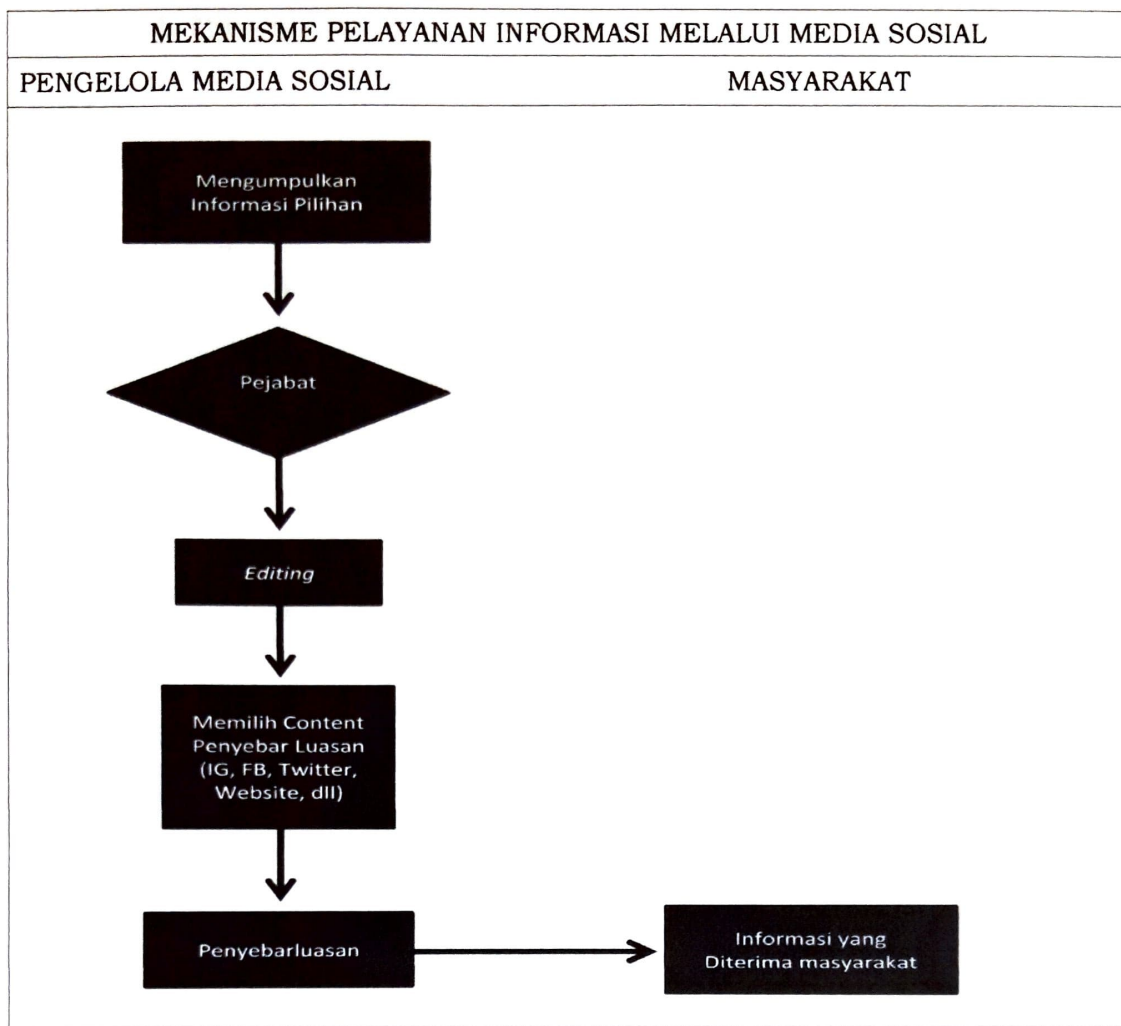 MEKANISME PELAYANAN INFORMASI MELALUI MEDIA SOSIAL
PENGELOLA MEDIA SOSIAL
MASYARAKAT
Mengumpulkan
Informasi Pilihan
Pejabat
Editing
Memilih Content
Penyebar Luasan
(IG, FB, Twitter,
Website, dll)
Penyebarluasan
Informasi yang
Diterima masyarakat